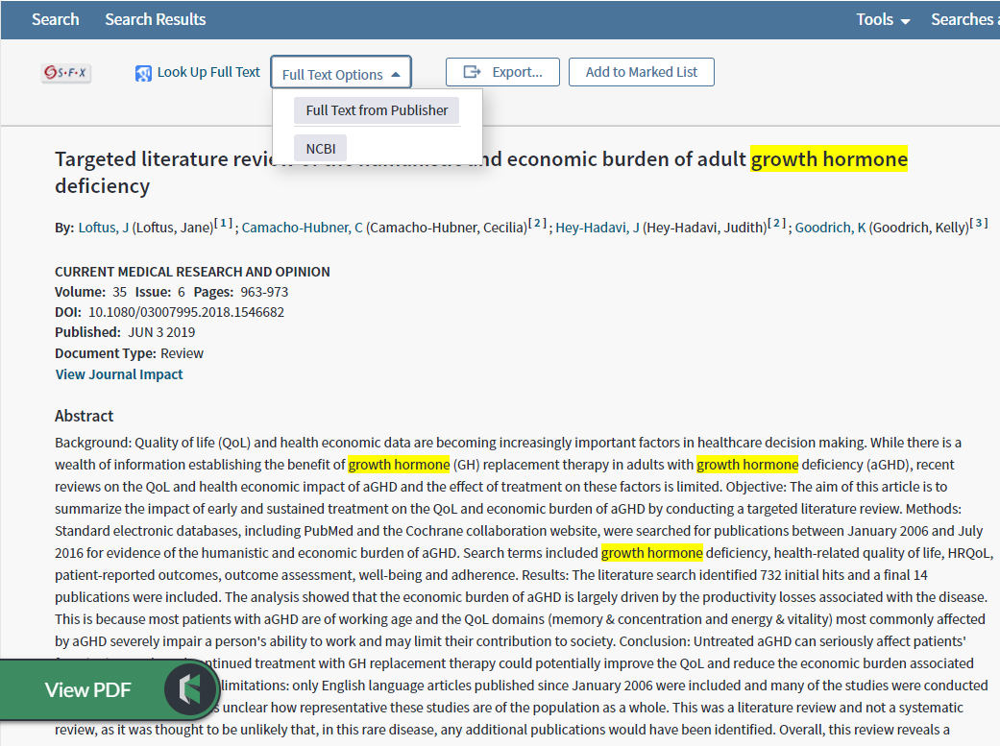 Search Search Results Tools Searches
S·F·X Look Up Full Text Full Text Options Export... Add to Marked List
Full Text from Publisher
NCBI
Targeted literature and economic burden of adult growth hormone
deficiency
By: Loftus, J (Loftus, Jane)[ 1 ] ; Camacho-Hubner, C (Camacho-Hubner, Cecilia)[ 2 ] ; Hey-Hadavi, J (Hey-Hadavi, Judith)[ 2 ] ; Goodrich, K (Goodrich, Kelly)[ 3 ]
CURRENT MEDICAL RESEARCH AND OPINION
Volume: 35 Issue: 6 Pages: 963-973
DOI: 10.1080/03007995.2018.1546682
Published: JUN 3 2019
Document Type: Review
View Journal Impact
Abstract
Background: Quality of life (QoL) and health economic data are becoming increasingly important factors in healthcare decision making. While there is a
wealth of information establishing the benefit of growth hormone (GH) replacement therapy in adults with growth hormone deficiency (aGHD), recent
reviews on the QoL and health economic impact of aGHD and the effect of treatment on these factors is limited. Objective: The aim of this article is to
summarize the impact of early and sustained treatment on the QoL and economic burden of aGHD by conducting a targeted literature review. Methods:
Standard electronic databases, including PubMed and the Cochrane collaboration website, were searched for publications between January 2006 and July
2016 for evidence of the humanistic and economic burden of aGHD. Search terms included growth hormone deficiency, health-related quality of life, HRQoL,
patient-reported outcomes, outcome assessment, well-being and adherence. Results: The literature search identified 732 initial hits and a final 14
publications were included. The analysis showed that the economic burden of aGHD is largely driven by the productivity losses associated with the disease.
This is because most patients with aGHD are of working age and the QoL domains (memory & concentration and energy & vitality) most commonly affected
by aGHD severely impair a person's ability to work and may limit their contribution to society. Conclusion: Untreated aGHD can seriously affect patients'
treatment with GH replacement therapy could potentially improve the QoL and reduce the economic burden associated
View PDF limitations: only English language articles published since January 2006 were included and many of the studies were conducted
unclear how representative these studies are of the population as a whole. This was a literature review and not a systematic
review, as it was thought to be unlikely that, in this rare disease, any additional publications would have been identified. Overall, this review reveals a